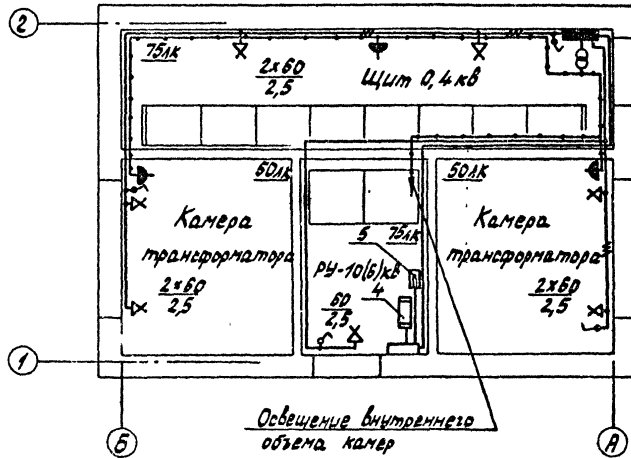 2
75лк
2х60
2,5
Щит 0,4 кв
50лк
50лк
Камера
трансформатора
2х60
2,5
5
75лк
РУ-10(6)кв
4
60
2,5
Камера
трансформатора
2х60
2,5
1
Освещение внутреннего
объема камер
Б
А